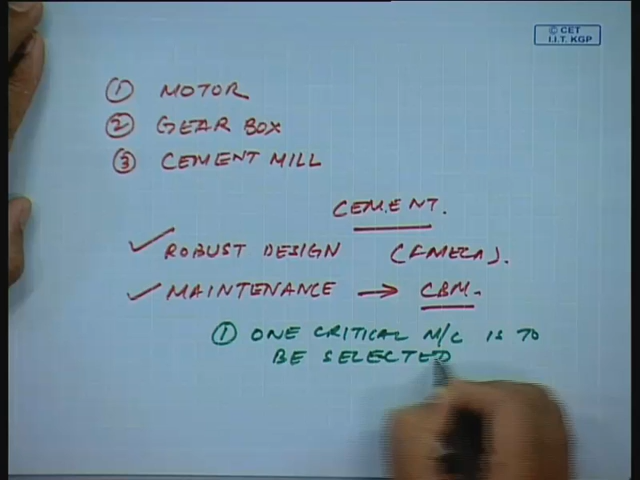 © CET
I.I.T. KGP
① MOTOR
② GEAR BOX
③ CEMENT MILL
CEMENT.
✓ ROBUST DESIGN (FMECA).
✓ MAINTENANCE → CBM.
① ONE CRITICAL M/C IS TO
BE SELECTED